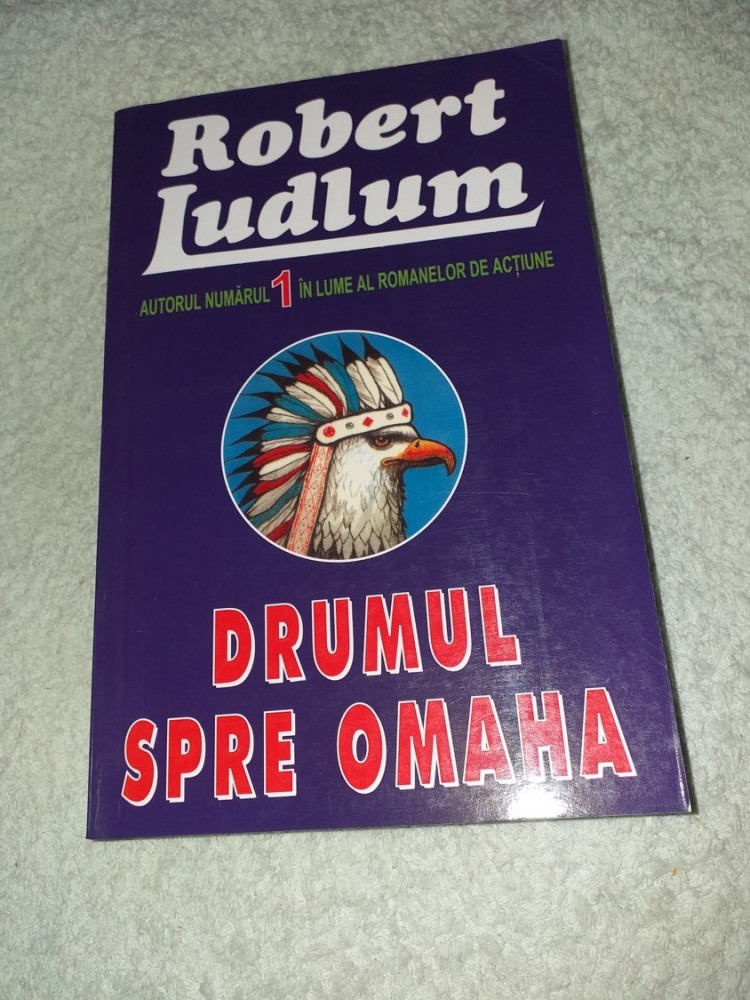 Robert
Ludlum
AUTORUL NUMĂRUL 1 ÎN LUME AL ROMANELOR DE ACȚIUNE
DRUMUL
SPRE OMAHA